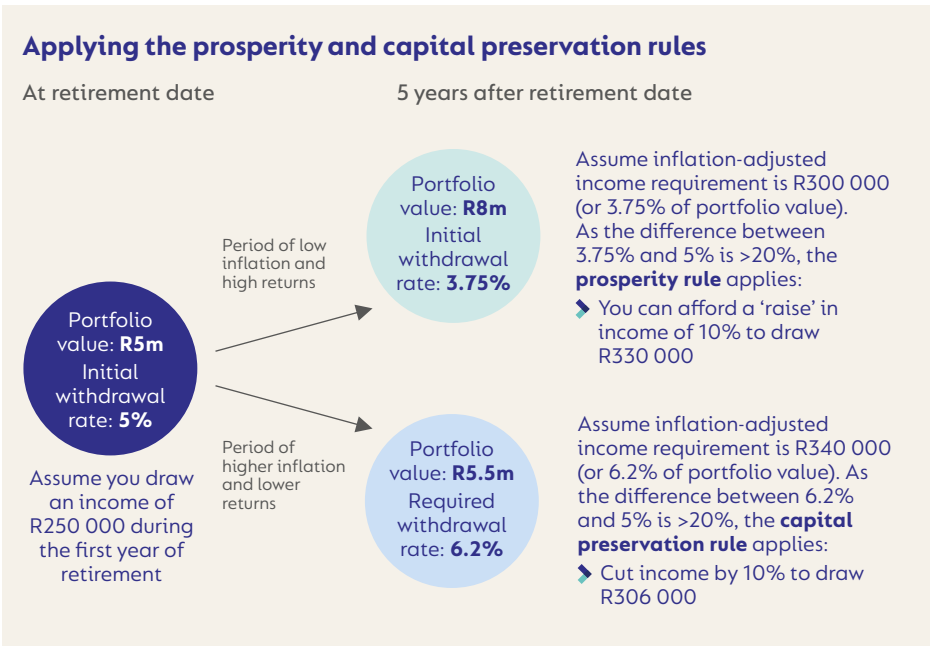 Applying the prosperity and capital preservation rules
At retirement date
5 years after retirement date
Portfolio
value: R5m
Initial
withdrawal
rate: 5%
Assume you draw
an income of
R250 000 during
the first year of
retirement
Period of low
inflation and
high returns
Portfolio
value: R8m
Initial
withdrawal
rate: 3.75%
Assume inflation-adjusted
income requirement is R300 000
(or 3.75% of portfolio value).
As the difference between
3.75% and 5% is >20%, the
prosperity rule applies:
You can afford a ‘raise’ in
income of 10% to draw
R330 000
Period of
higher inflation
and lower
returns
Portfolio
value: R5.5m
Required
withdrawal
rate: 6.2%
Assume inflation-adjusted
income requirement is R340 000
(or 6.2% of portfolio value). As
the difference between 6.2%
and 5% is >20%, the capital
preservation rule applies:
Cut income by 10% to draw
R306 000